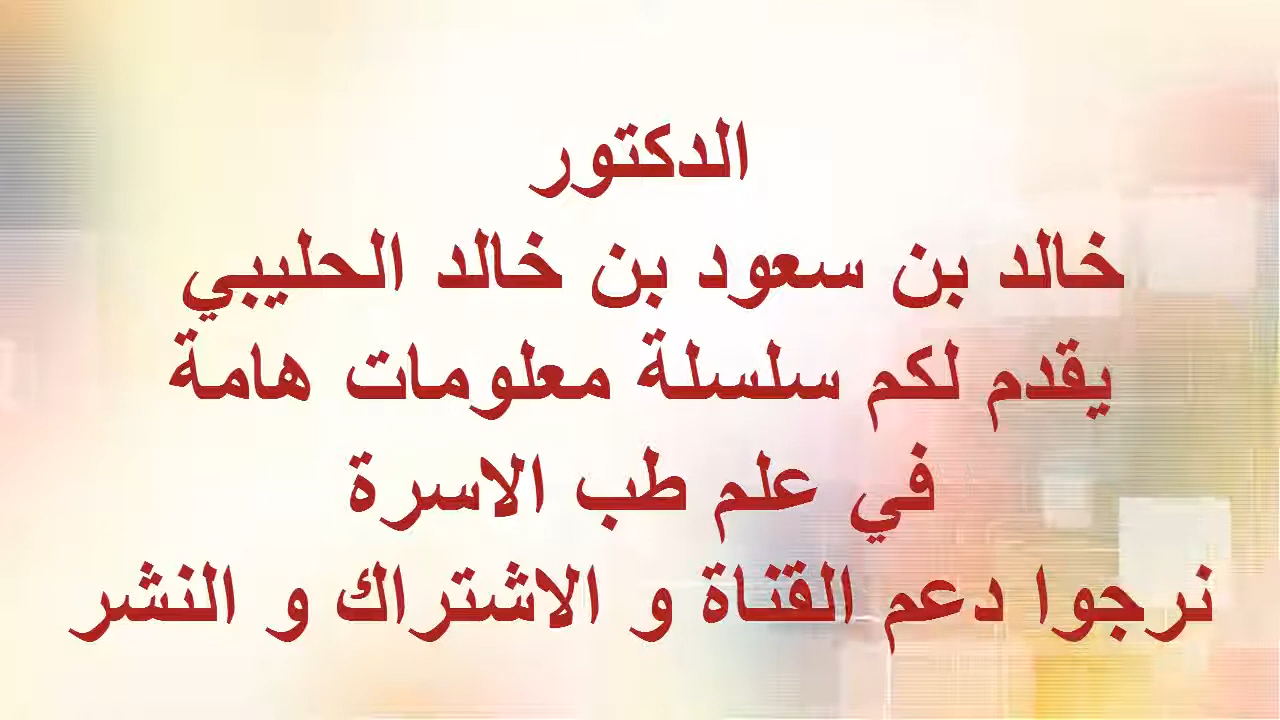 الدكتور
خالد بن سعود بن خالد الحليبي
يقدم لكم سلسلة معلومات هامة
في علم طب الاسرة
نرجوا دعم القناة و الاشتراك و النشر